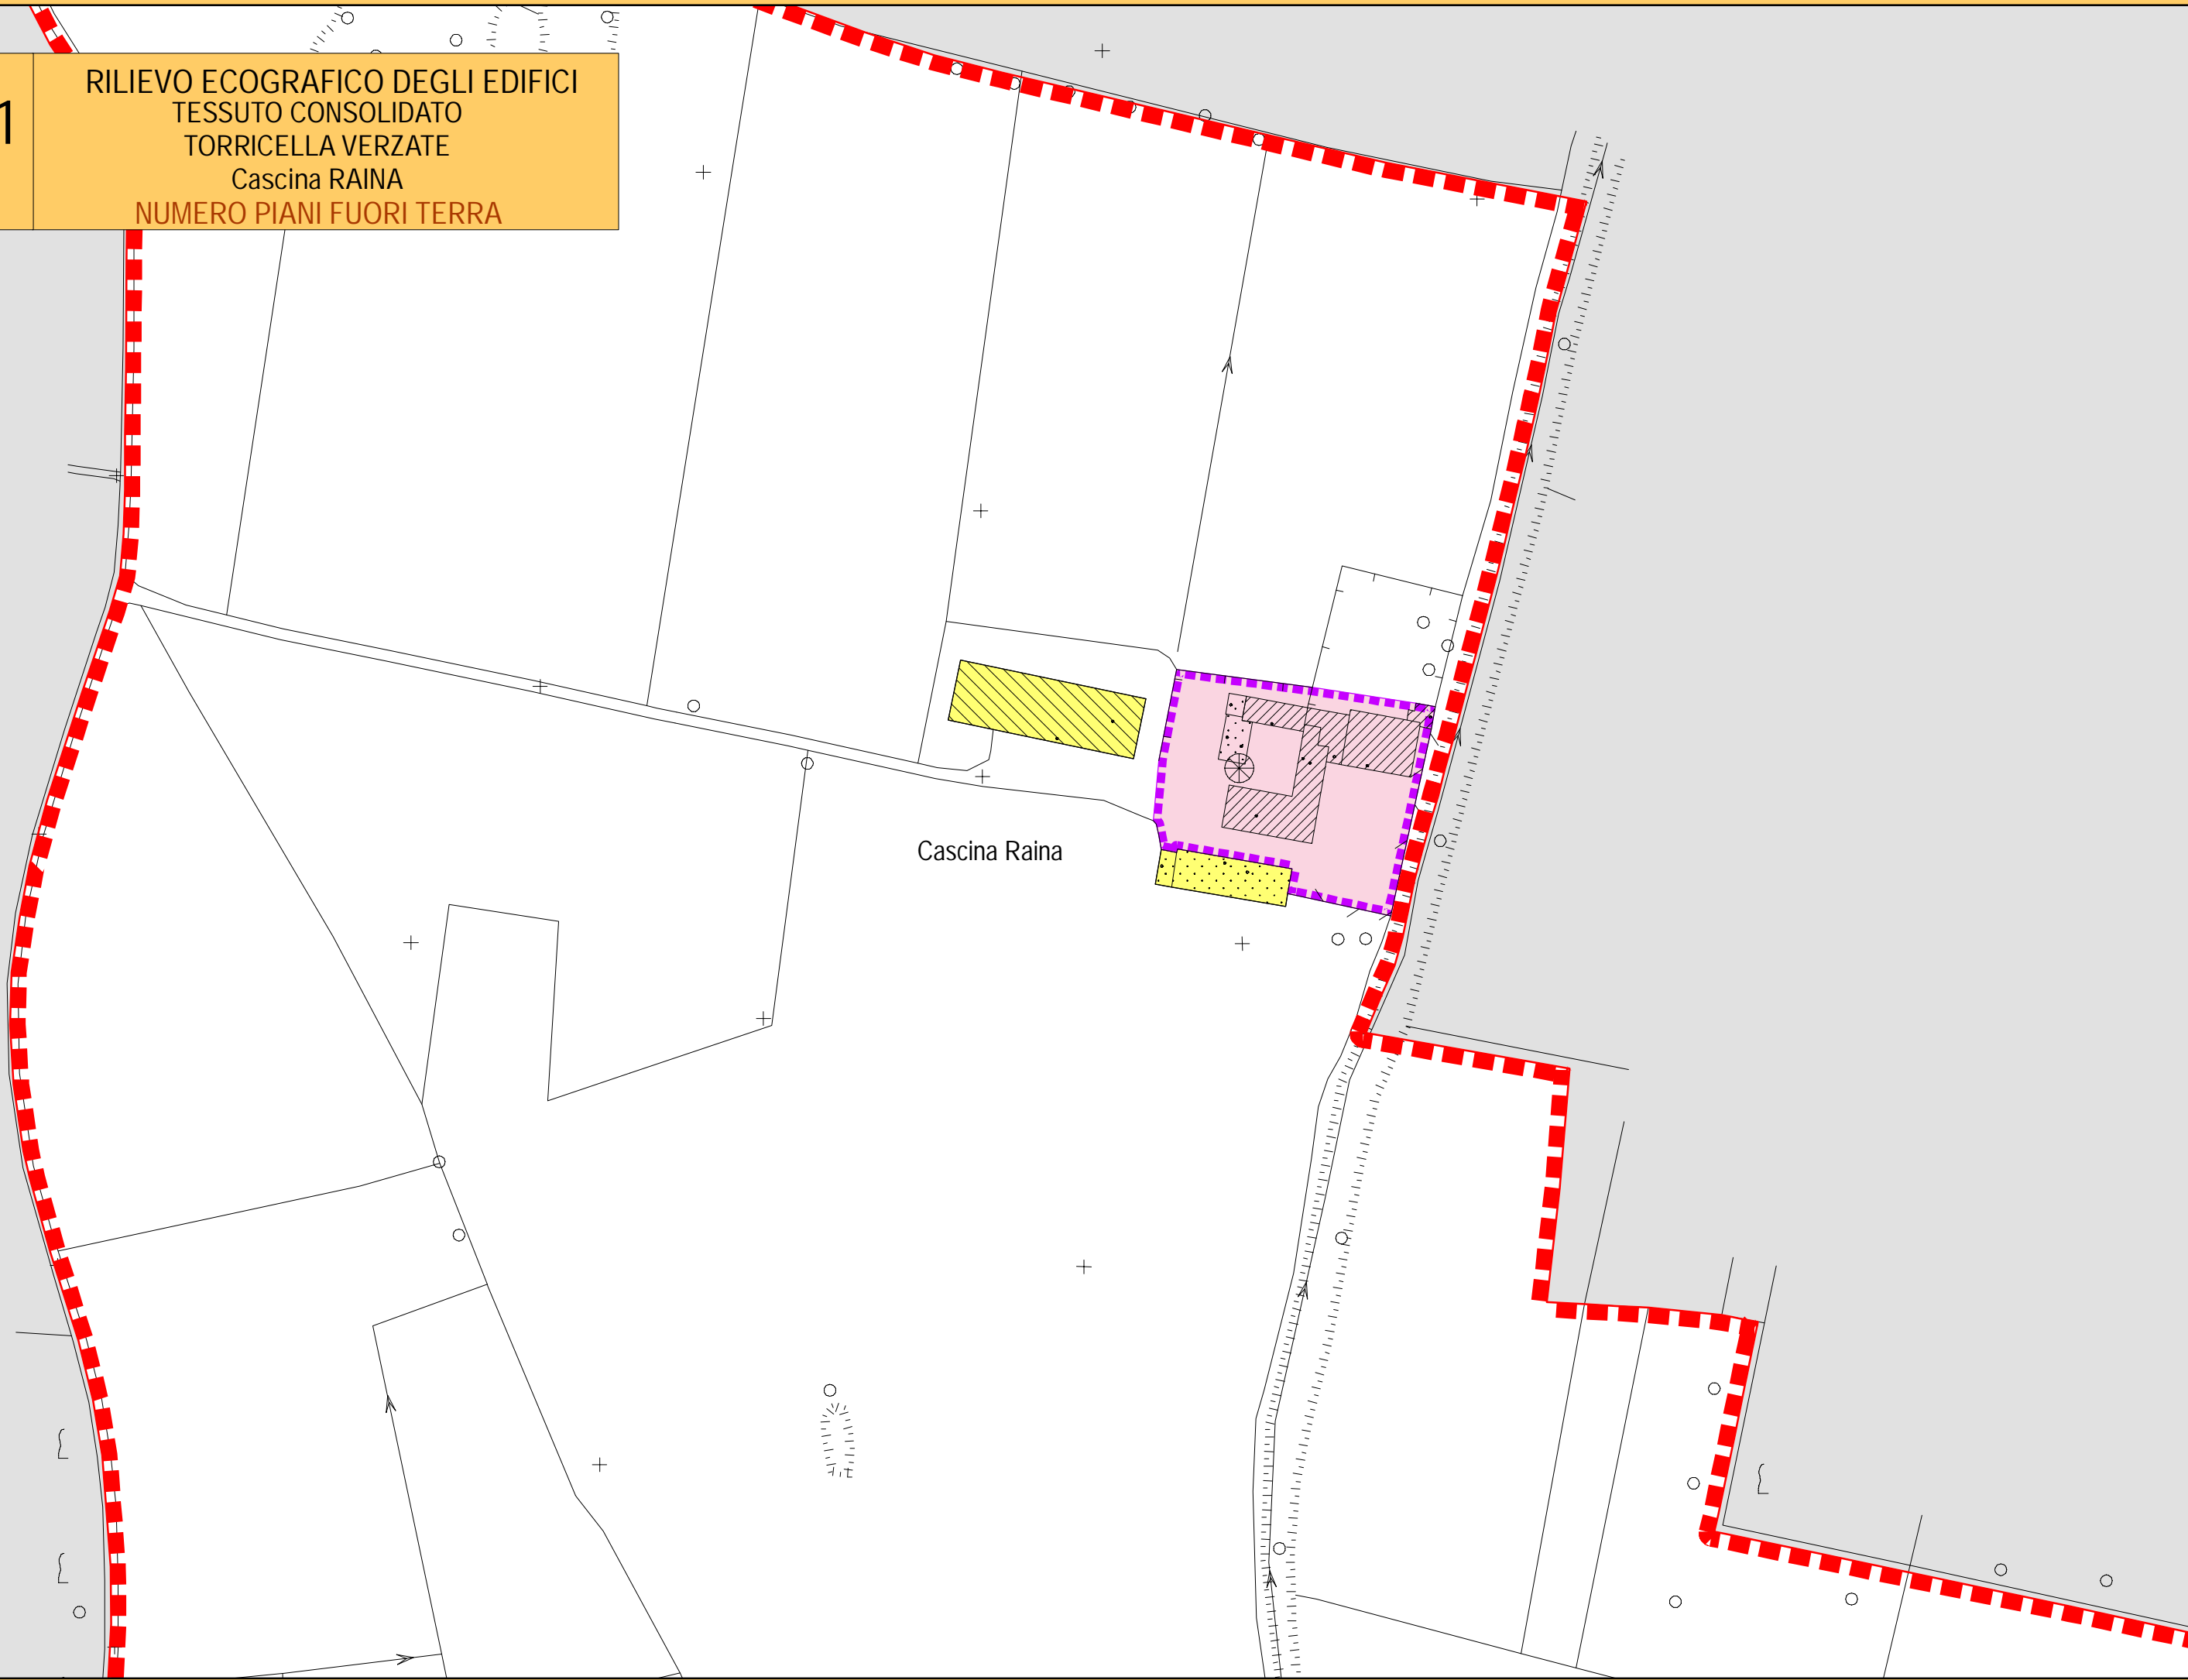 1
RILIEVO ECOGRAFICO DEGLI EDIFICI
TESSUTO CONSOLIDATO
TORRICELLA VERZATE
Cascina RAINA
NUMERO PIANI FUORI TERRA
Cascina Raina